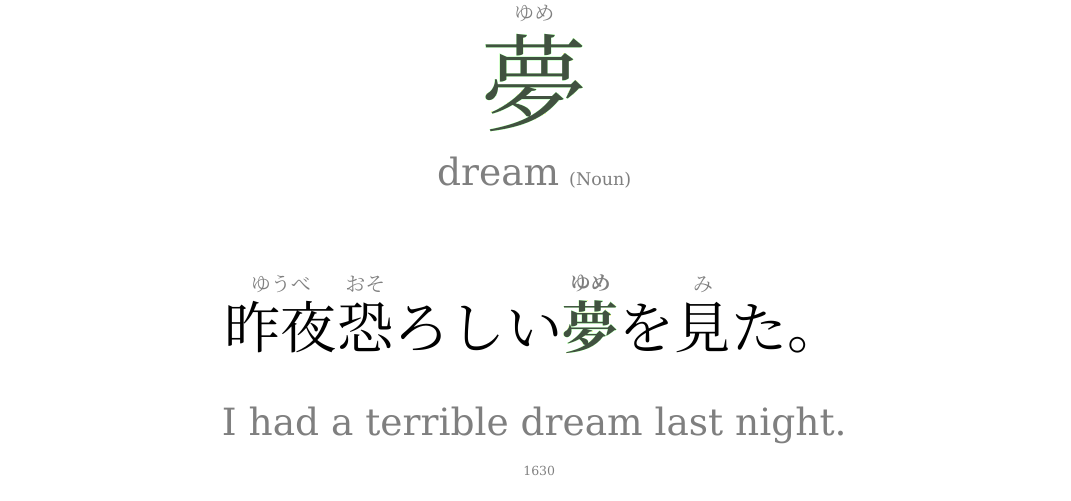 ゆめ
夢
dream (Noun)
ゆうべ おそ ゆめ み
昨夜恐ろしい夢を見た。
I had a terrible dream last night.
1630